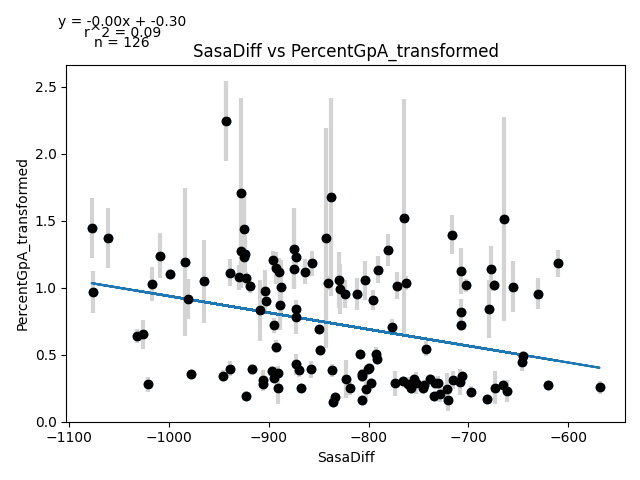 y = -0.00x + -0.30
r^2 = 0.09
n = 126
SasaDiff vs PercentGpA_transformed
PercentGpA_transformed
2.5
2.0
1.5
1.0
0.5
0.0
−1100 −1000 −900 −800 −700 −600
SasaDiff